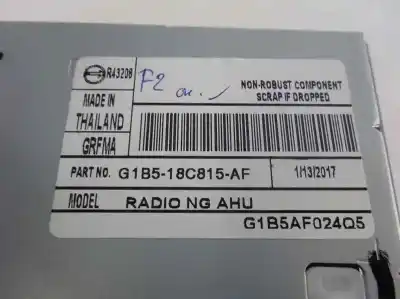 R43208
F2
ok. ✓
NON-ROBUST COMPONENT
SCRAP IF DROPPED
MADE IN
THAILAND
GRFMA
PART NO. G1B5-18C815-AF 1/13/2017
MODEL RADIO NG AHU
G1B5AF024Q5